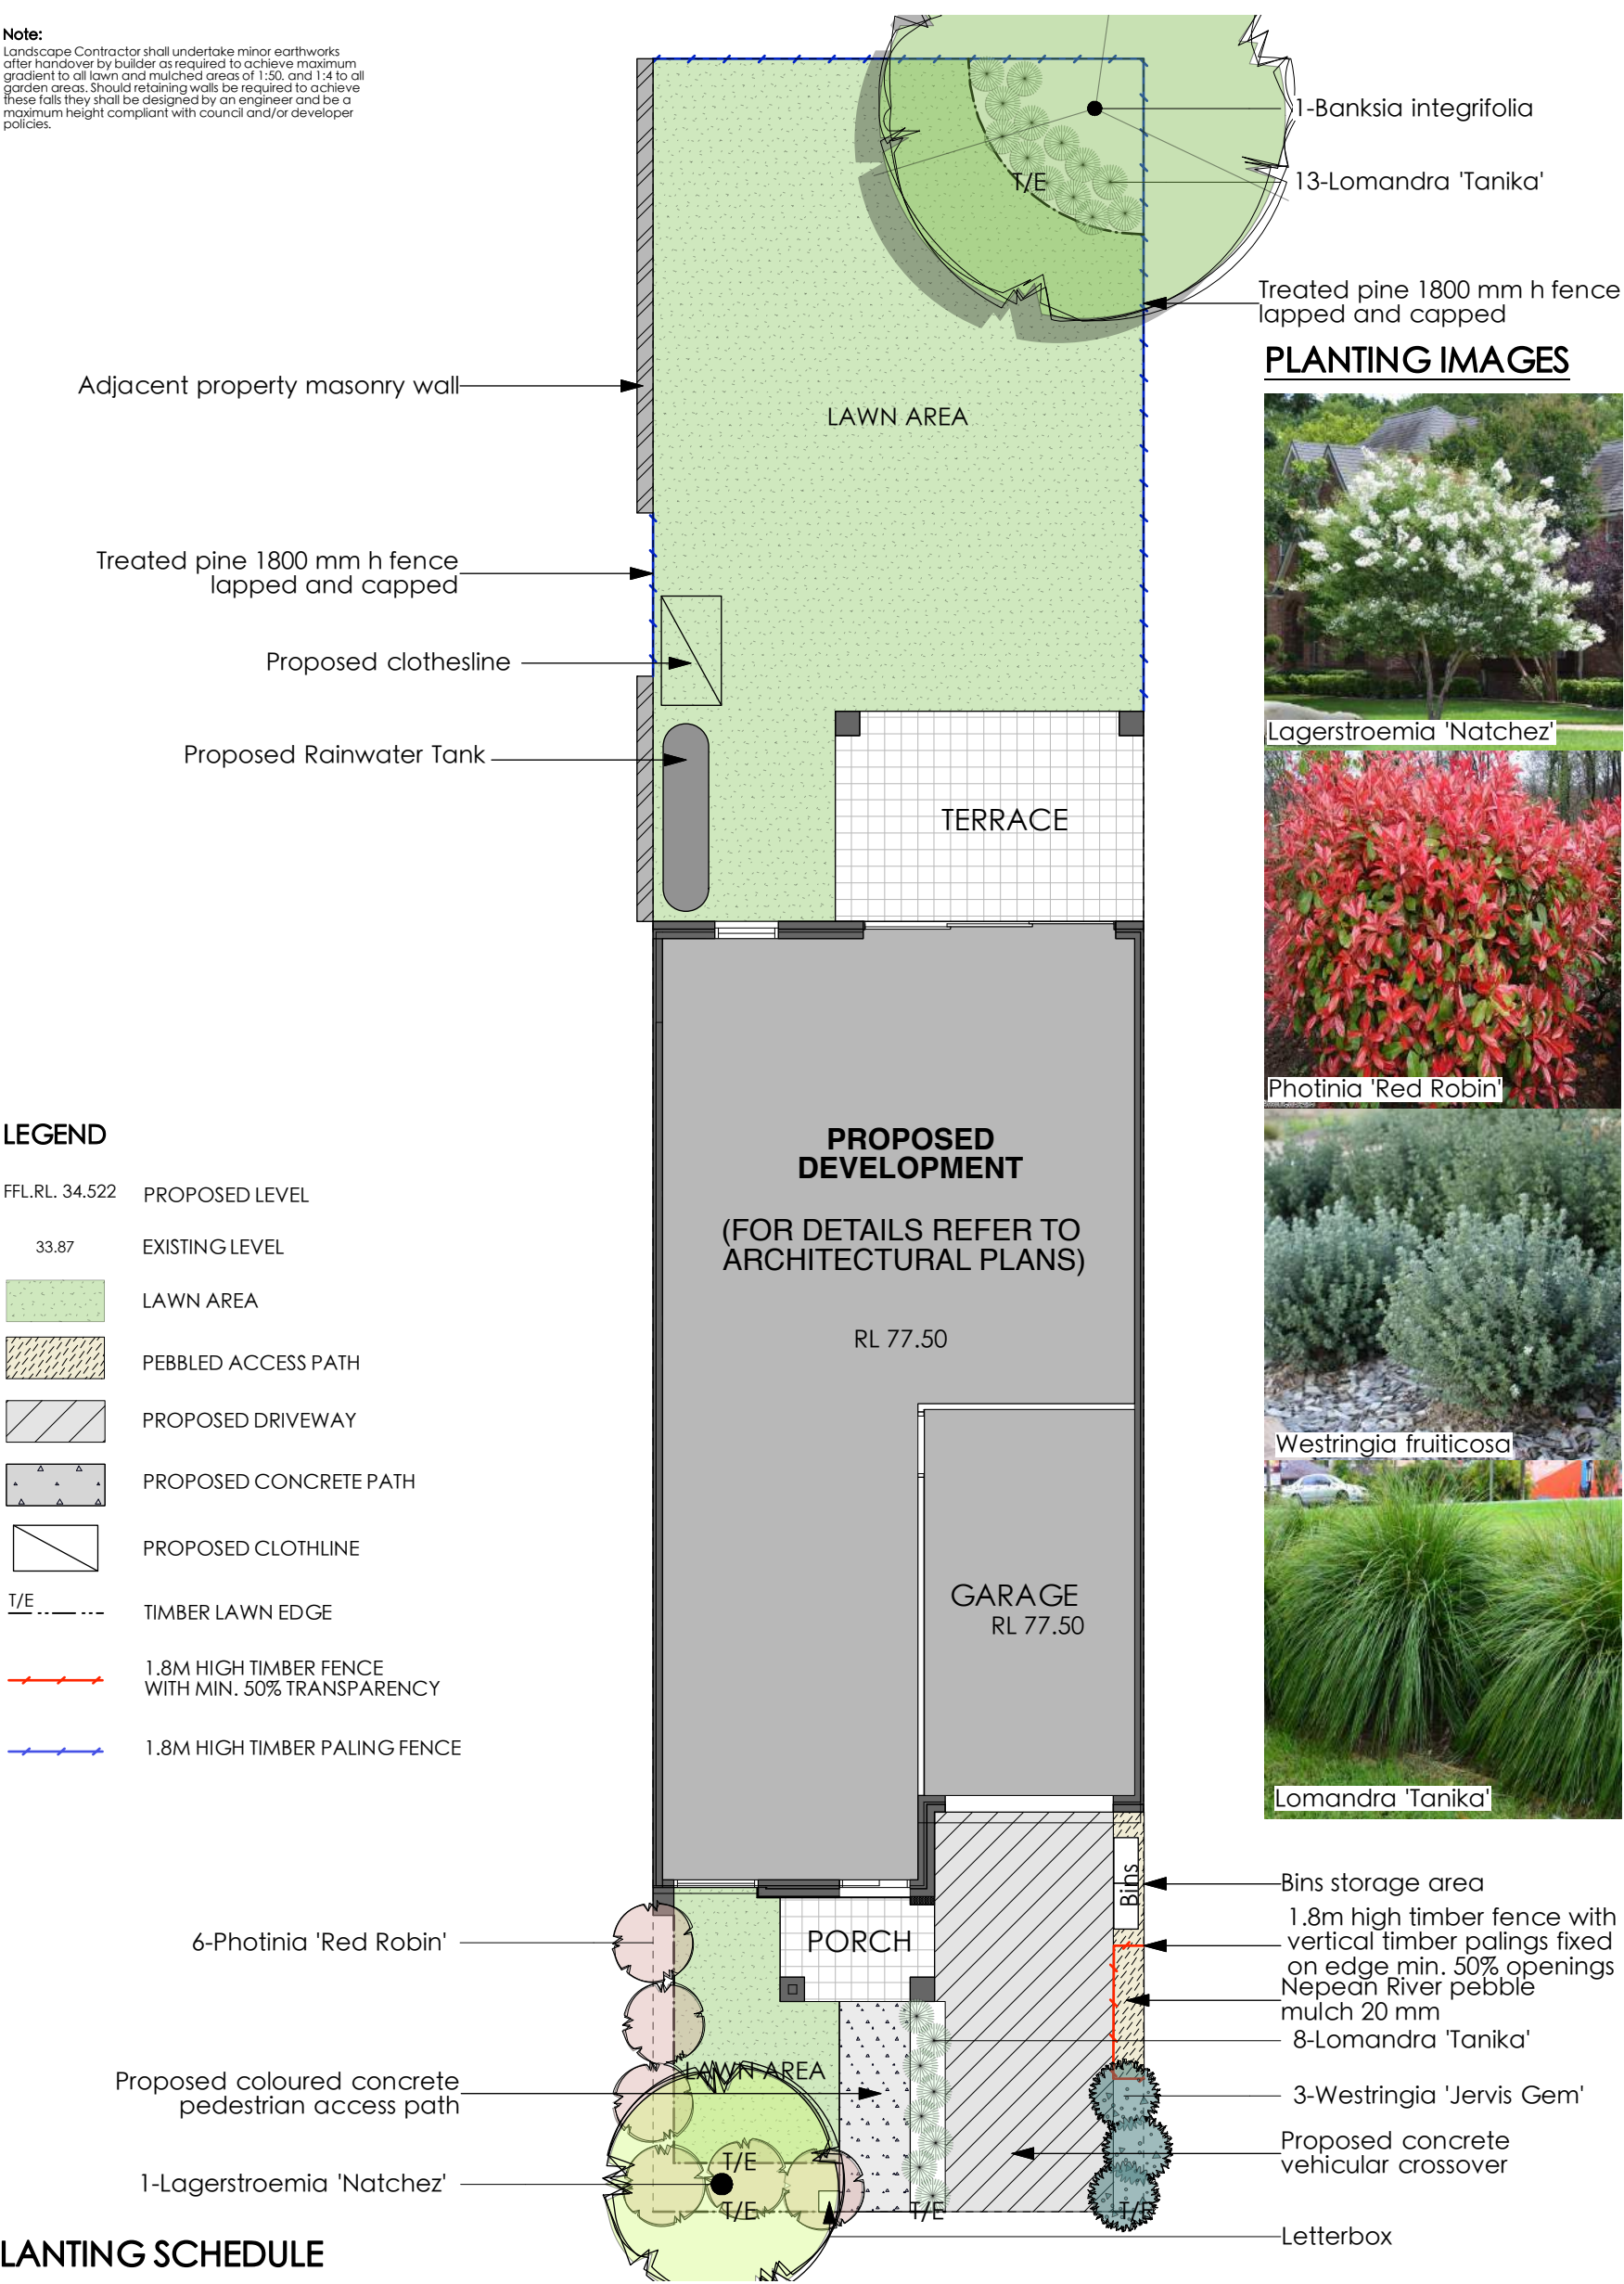 Note:
Landscape Contractor shall undertake minor earthworks
after handover by builder as required to achieve maximum
gradient to all lawn and mulched areas of 1:50. and 1:4 to all
garden areas. Should retaining walls be required to achieve
these falls they shall be designed by an engineer and be a
maximum height compliant with council and/or developer
policies.
1-Banksia integrifolia
13-Lomandra 'Tanika'
T/E
Treated pine 1800 mm h fence
lapped and capped
PLANTING IMAGES
Adjacent property masonry wall
LAWN AREA
Treated pine 1800 mm h fence
lapped and capped
Proposed clothesline
Proposed Rainwater Tank
TERRACE
Lagerstroemia 'Natchez'
Photinia 'Red Robin'
Westringia fruiticosa
Lomandra 'Tanika'
PROPOSED
DEVELOPMENT
(FOR DETAILS REFER TO
ARCHITECTURAL PLANS)
RL 77.50
GARAGE
RL 77.50
LEGEND
FFL.RL. 34.522 PROPOSED LEVEL
33.87 EXISTING LEVEL
LAWN AREA
PEBBLED ACCESS PATH
PROPOSED DRIVEWAY
PROPOSED CONCRETE PATH
PROPOSED CLOTHLINE
T/E TIMBER LAWN EDGE
1.8M HIGH TIMBER FENCE
WITH MIN. 50% TRANSPARENCY
1.8M HIGH TIMBER PALING FENCE
Bins
Bins storage area
1.8m high timber fence with
vertical timber palings fixed
on edge min. 50% openings
Nepean River pebble
mulch 20 mm
8-Lomandra 'Tanika'
3-Westringia 'Jervis Gem'
Proposed concrete
vehicular crossover
Letterbox
6-Photinia 'Red Robin'
PORCH
LAWN AREA
Proposed coloured concrete
pedestrian access path
1-Lagerstroemia 'Natchez'
T/E
T/E
T/E
T/E
LANTING SCHEDULE